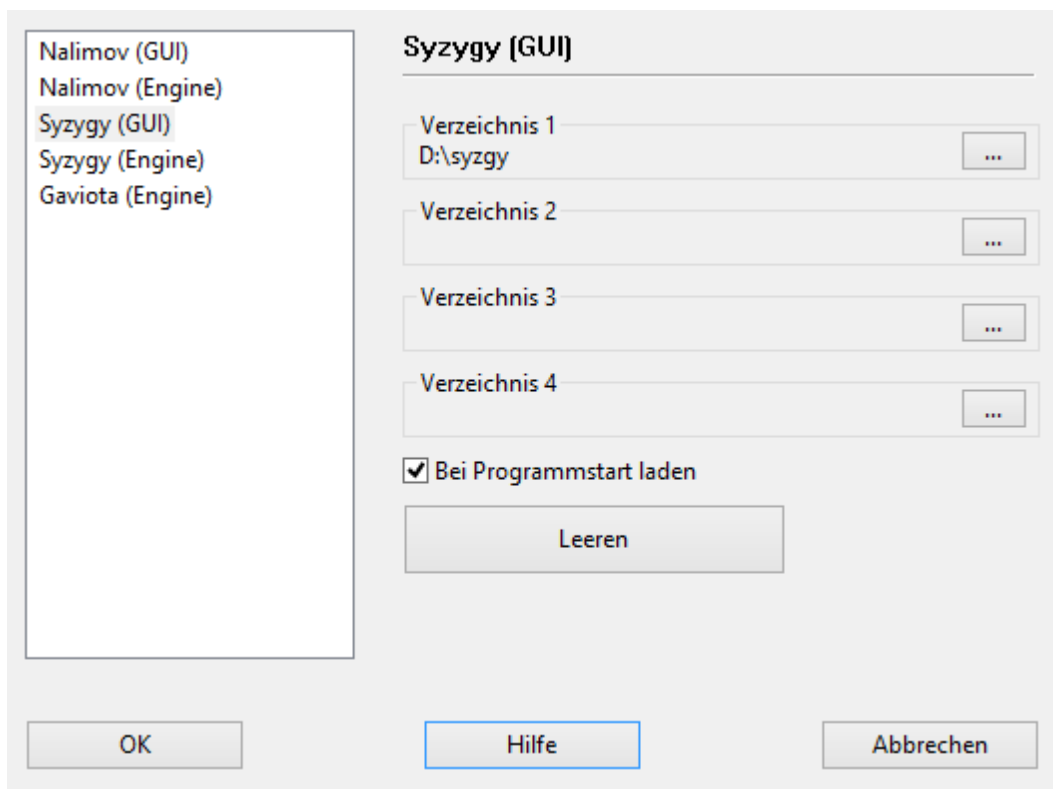 Nalimov (GUI)
Nalimov (Engine)
Syzygy (GUI)
Syzygy (Engine)
Gaviota (Engine)
Syzygy (GUI)
Verzeichnis 1
D:\syzgy
...
Verzeichnis 2
...
Verzeichnis 3
...
Verzeichnis 4
...
Bei Programmstart laden
Leeren
OK
Hilfe
Abbrechen